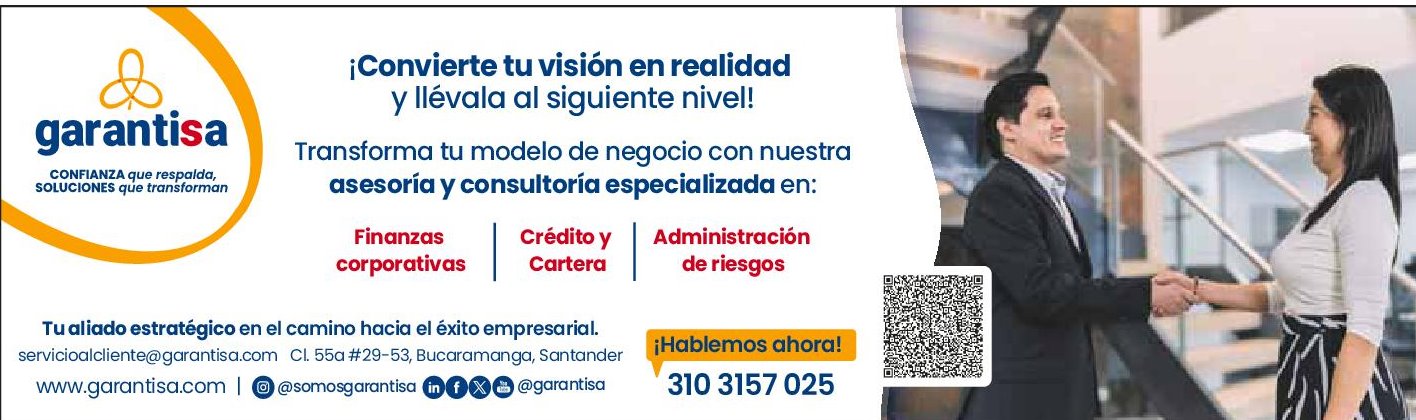 garantisa
CONFIANZA que respalda,
SOLUCIONES que transforman
¡Convierte tu visión en realidad
y llévala al siguiente nivel!
Transforma tu modelo de negocio con nuestra
asesoría y consultoría especializada en:
Finanzas
corporativas
Crédito y
Cartera
Administración
de riesgos
Tu aliado estratégico en el camino hacia el éxito empresarial.
servicioalcliente@garantisa.com Cl. 55a #29-53, Bucaramanga, Santander
www.garantisa.com | @somosgarantisa @garantisa
¡Hablemos ahora!
310 3157 025